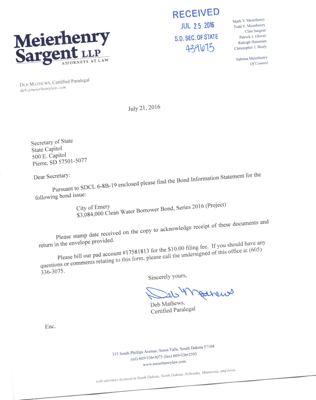 RECEIVED
JUL 25 2016
S.D. SEC. OF STATE
439673
Meierhenry
Sargent LLP
ATTORNEYS AT LAW
Mark V. Meierhenry
Todd V. Meierhenry
Clint Sargent
Patrick J. Glover
Raleigh Hansman
Christopher J. Healy
Sabrina Meierhenry
Of Counsel
DEB MATHEWS, Certified Paralegal
deb@meierhenrylaw.com
July 21, 2016
Secretary of State
State Capitol
500 E. Capitol
Pierre, SD 57501-5077
Dear Secretary:
Pursuant to SDCL 6-8B-19 enclosed please find the Bond Information Statement for the
following bond issue:
City of Emery
$3,084,000 Clean Water Borrower Bond, Series 2016 (Project)
Please stamp date received on the copy to acknowledge receipt of these documents and
return in the envelope provided.
Please bill our pad account #17581813 for the $10.00 filing fee. If you should have any
questions or comments relating to this form, please call the undersigned of this office at (605)
336-3075.
Sincerely yours,
Deb Mathews
Deb Mathews,
Certified Paralegal
Enc.
315 South Phillips Avenue, Sioux Falls, South Dakota 57104
(tel) 605-336-3075 (fax) 605-336-2593
www.meierhenrylaw.com
with attorneys licensed in South Dakota, North Dakota, Nebraska, Minnesota, and Iowa